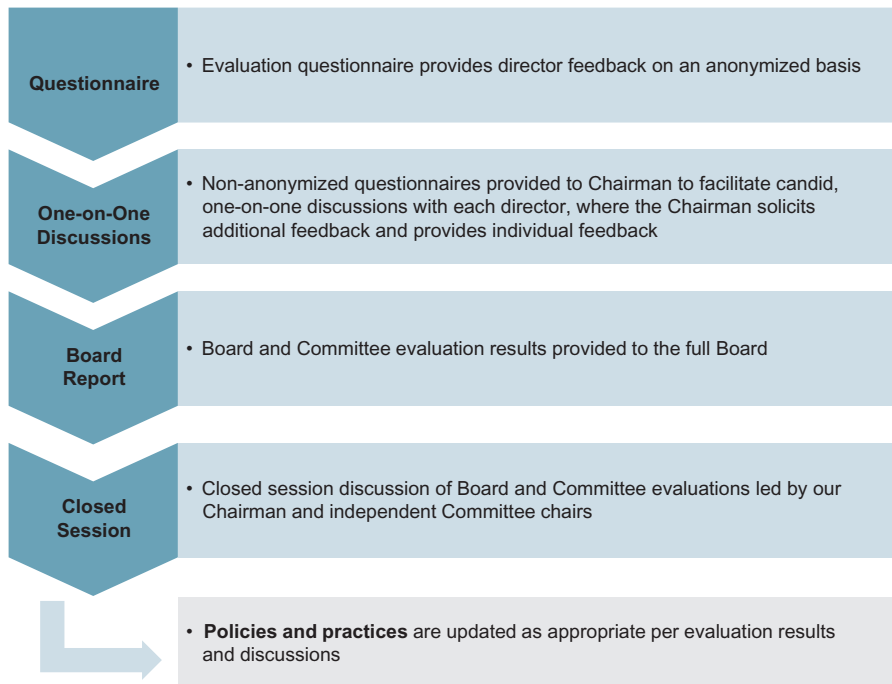 Questionnaire
• Evaluation questionnaire provides director feedback on an anonymized basis
One-on-One
Discussions
• Non-anonymized questionnaires provided to Chairman to facilitate candid,
one-on-one discussions with each director, where the Chairman solicits
additional feedback and provides individual feedback
Board
Report
• Board and Committee evaluation results provided to the full Board
Closed
Session
• Closed session discussion of Board and Committee evaluations led by our
Chairman and independent Committee chairs
• Policies and practices are updated as appropriate per evaluation results
and discussions